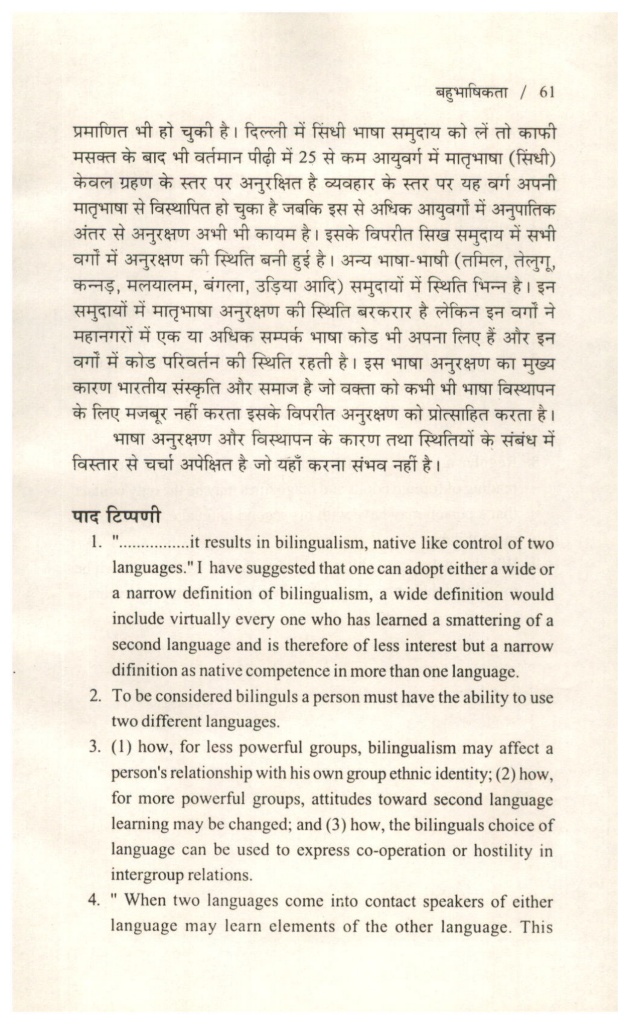 बहुभाषिकता / 61
प्रमाणित भी हो चुकी है। दिल्ली में सिंधी भाषा समुदाय को लें तो काफी
मसक्त के बाद भी वर्तमान पीढ़ी में 25 से कम आयुवर्ग में मातृभाषा (सिंधी)
केवल ग्रहण के स्तर पर अनुरक्षित है व्यवहार के स्तर पर यह वर्ग अपनी
मातृभाषा से विस्थापित हो चुका है जबकि इस से अधिक आयुवर्गों में अनुपातिक
अंतर से अनुरक्षण अभी भी कायम है। इसके विपरीत सिख समुदाय में सभी
वर्गों में अनुरक्षण की स्थिति बनी हुई है। अन्य भाषा-भाषी (तमिल, तेलुगू,
कन्नड़, मलयालम, बंगला, उड़िया आदि) समुदायों में स्थिति भिन्न है। इन
समुदायों में मातृभाषा अनुरक्षण की स्थिति बरकरार है लेकिन इन वर्गों ने
महानगरों में एक या अधिक सम्पर्क भाषा कोड भी अपना लिए हैं और इन
वर्गों में कोड परिवर्तन की स्थिति रहती है। इस भाषा अनुरक्षण का मुख्य
कारण भारतीय संस्कृति और समाज है जो वक्ता को कभी भी भाषा विस्थापन
के लिए मजबूर नहीं करता इसके विपरीत अनुरक्षण को प्रोत्साहित करता है।
भाषा अनुरक्षण और विस्थापन के कारण तथा स्थितियों के संबंध में
विस्तार से चर्चा अपेक्षित है जो यहाँ करना संभव नहीं है।
पाद टिप्पणी
1. "................it results in bilingualism, native like control of two
languages." I have suggested that one can adopt either a wide or
a narrow definition of bilingualism, a wide definition would
include virtually every one who has learned a smattering of a
second language and is therefore of less interest but a narrow
difinition as native competence in more than one language.
2. To be considered bilinguls a person must have the ability to use
two different languages.
3. (1) how, for less powerful groups, bilingualism may affect a
person's relationship with his own group ethnic identity; (2) how,
for more powerful groups, attitudes toward second language
learning may be changed; and (3) how, the bilinguals choice of
language can be used to express co-operation or hostility in
intergroup relations.
4. " When two languages come into contact speakers of either
language may learn elements of the other language. This